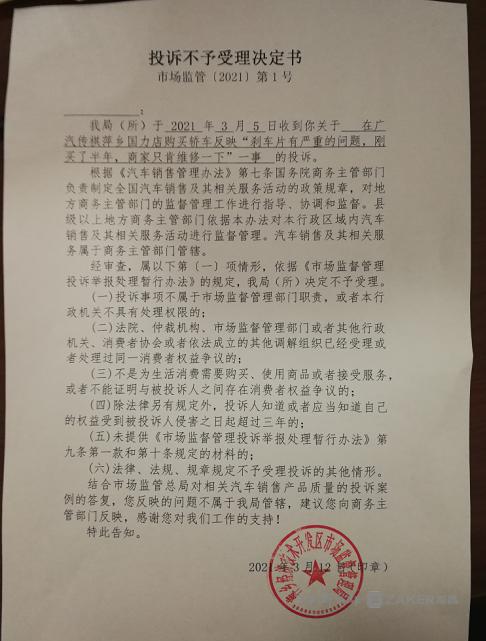 投诉不予受理决定书
市场监管〔2021〕第1号
：
我局（所）于 2021 年 3 月 5 日收到你关于 在广
汽传祺萍乡国力店购买轿车反映“刹车片有严重的问题，刚
买了半年，商家只肯维修一下”一事 的投诉。
根据《汽车销售管理办法》第七条国务院商务主管部门
负责制定全国汽车销售及其相关服务活动的政策规章，对地
方商务主管部门的监督管理工作进行指导、协调和监督。县
级以上地方商务主管部门依据本办法对本行政区域内汽车
销售及其相关服务活动进行监督管理。汽车销售及其相关服
务属于商务主管部门管辖。
经审查，属以下第〔一〕项情形，依据《市场监督管理
投诉举报处理暂行办法》的规定，我局（所）决定不予受理。
(一)投诉事项不属于市场监督管理部门职责，或者本行
政机关不具有处理权限的；
(二)法院、仲裁机构、市场监督管理部门或者其他行政
机关、消费者协会或者依法成立的其他调解组织已经受理或
者处理过同一消费者权益争议的；
(三)不是为生活消费需要购买、使用商品或者接受服务，
或者不能证明与被投诉人之间存在消费者权益争议的；
(四)除法律另有规定外，投诉人知道或者应当知道自己
的权益受到被投诉人侵害之日起超过三年的；
(五)未提供《市场监督管理投诉举报处理暂行办法》第
九条第一款和第十条规定的材料的；
(六)法律、法规、规章规定不予受理投诉的其他情形。
结合市场监管总局对相关汽车销售产品质量的投诉案
例的答复，您反映的问题不属于我局管辖，建议您向商务主
管部门反映，感谢您对我们工作的支持！
特此告知。
2021 年 3 月 12 日（印章）